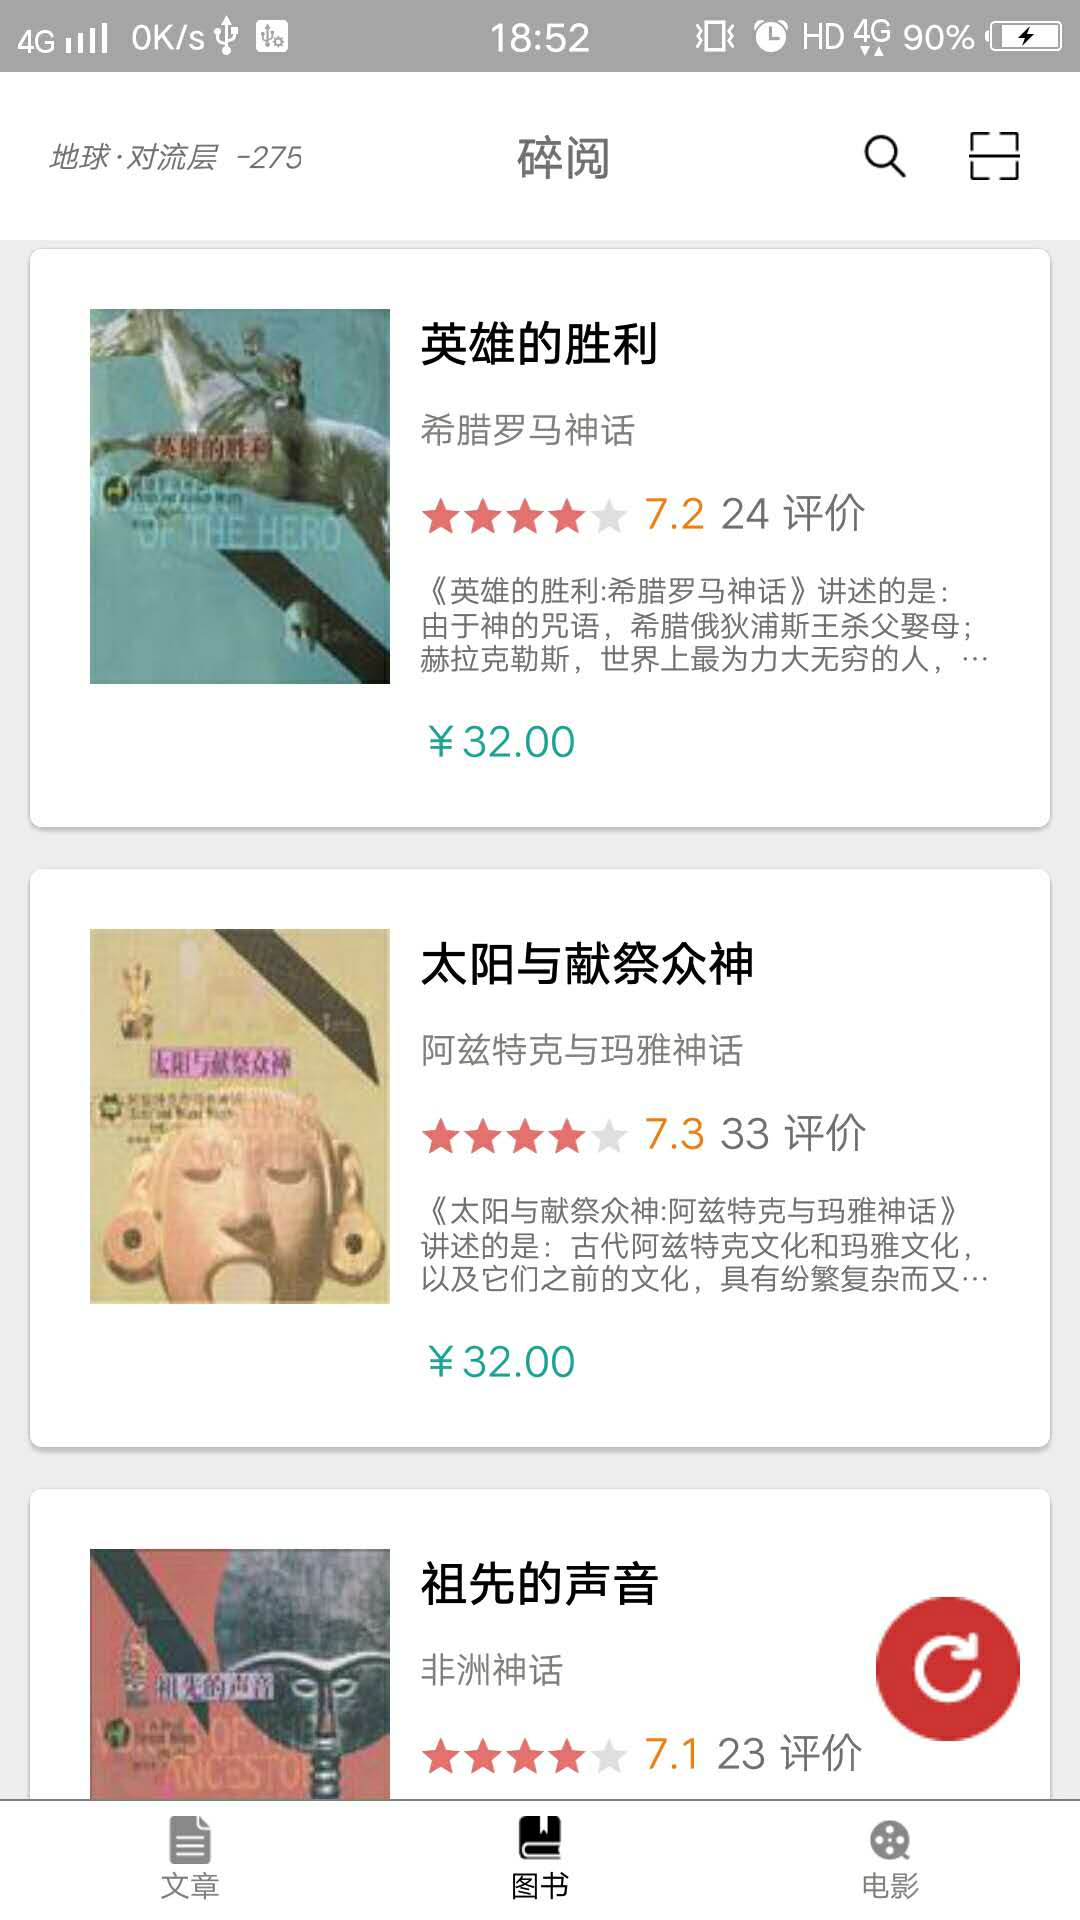 4G 0K/s 18:52 HD 4G 90%
地球·对流层 -275
碎阅
英雄的胜利
OF THE HERO
英雄的胜利
希腊罗马神话
7.2 24 评价
《英雄的胜利:希腊罗马神话》讲述的是：
由于神的咒语，希腊俄狄浦斯王杀父娶母；
赫拉克勒斯，世界上最为力大无穷的人，…
￥32.00
太阳与献祭众神
太阳与献祭众神
阿兹特克与玛雅神话
7.3 33 评价
《太阳与献祭众神:阿兹特克与玛雅神话》
讲述的是：古代阿兹特克文化和玛雅文化，
以及它们之前的文化，具有纷繁复杂而又…
￥32.00
祖先的声音
祖先的声音
非洲神话
7.1 23 评价
文章
图书
电影